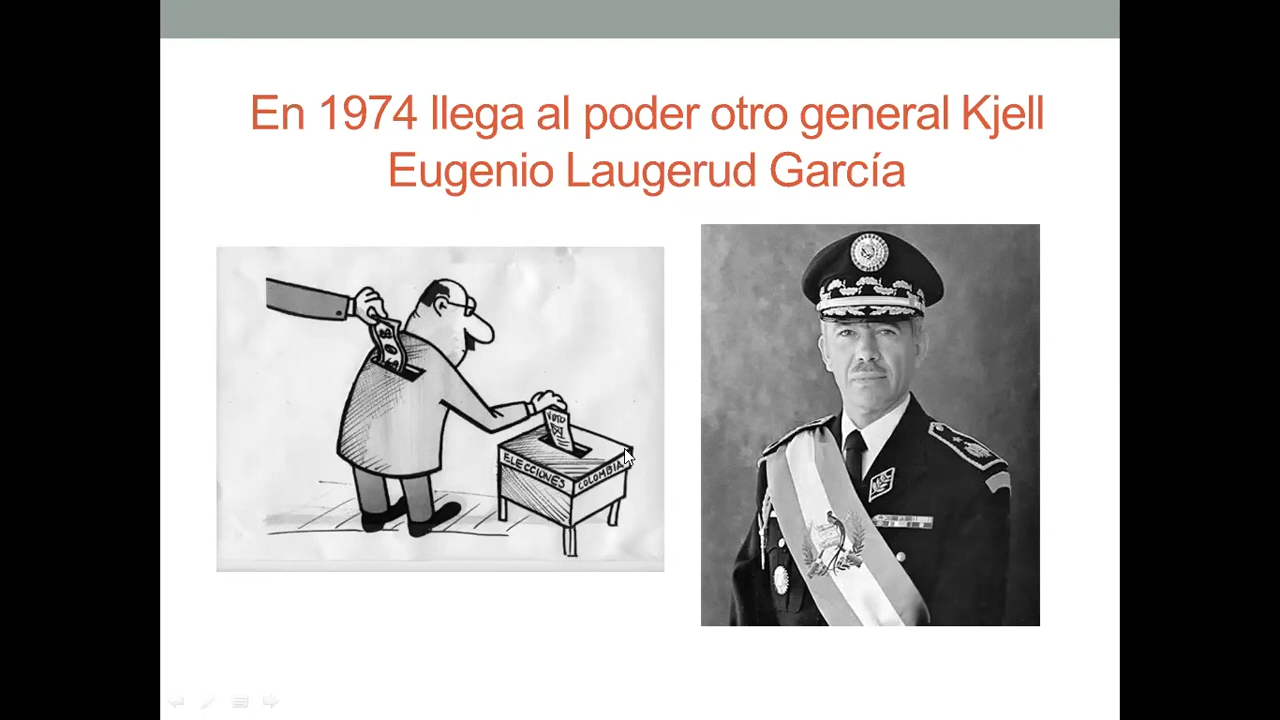 En 1974 llega al poder otro general Kjell
Eugenio Laugerud García
VOTO
ELECCIONES COLOMBIA